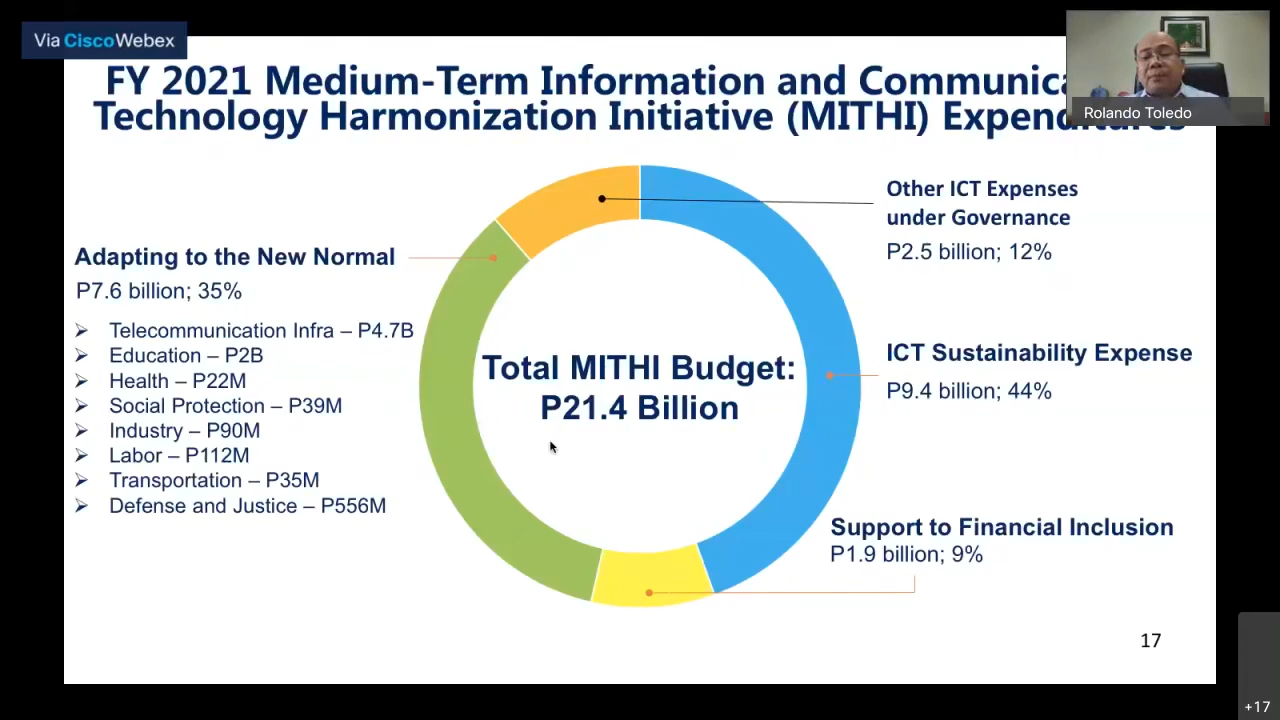 Via Cisco Webex
FY 2021 Medium-Term Information and
Technology Harmonization Initiative (MITHI)
Rolando Toledo
Other ICT Expenses
under Governance
P2.5 billion; 12%
Adapting to the New Normal
P7.6 billion; 35%
➢ Telecommunication Infra – P4.7B
➢ Education – P2B
➢ Health – P22M
➢ Social Protection – P39M
➢ Industry – P90M
➢ Labor – P112M
➢ Transportation – P35M
➢ Defense and Justice – P556M
Total MITHI Budget:
P21.4 Billion
ICT Sustainability Expense
P9.4 billion; 44%
Support to Financial Inclusion
P1.9 billion; 9%
17
+17